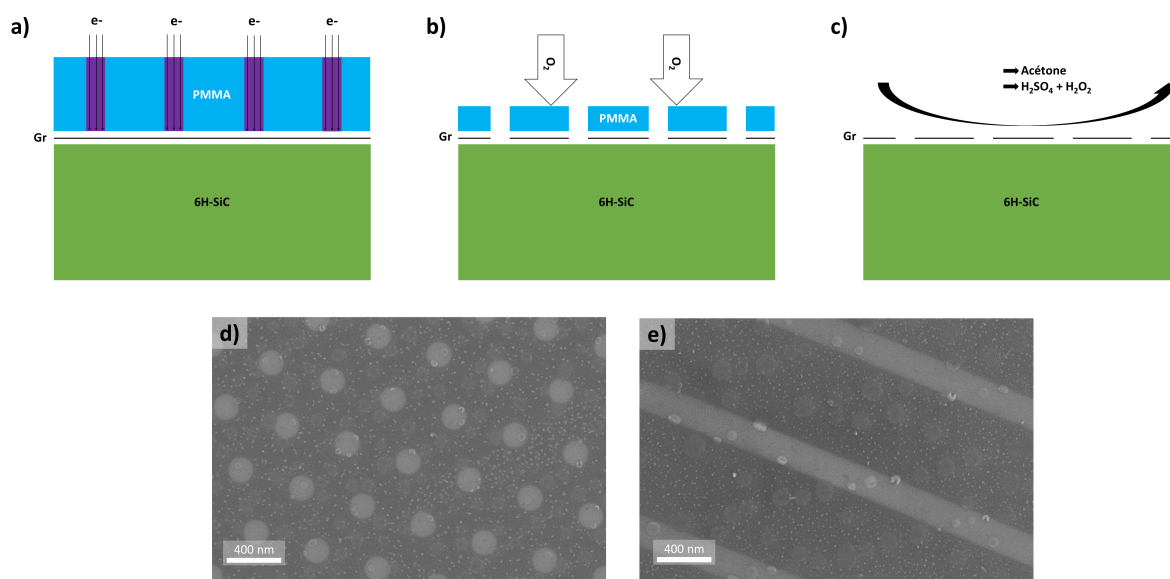 a)
e- e- e- e-
PMMA
Gr
6H-SiC
b)
O₂ O₂
PMMA
Gr
6H-SiC
c)
Acétone
H₂SO₄ + H₂O₂
6H-SiC
d)
400 nm
e)
400 nm